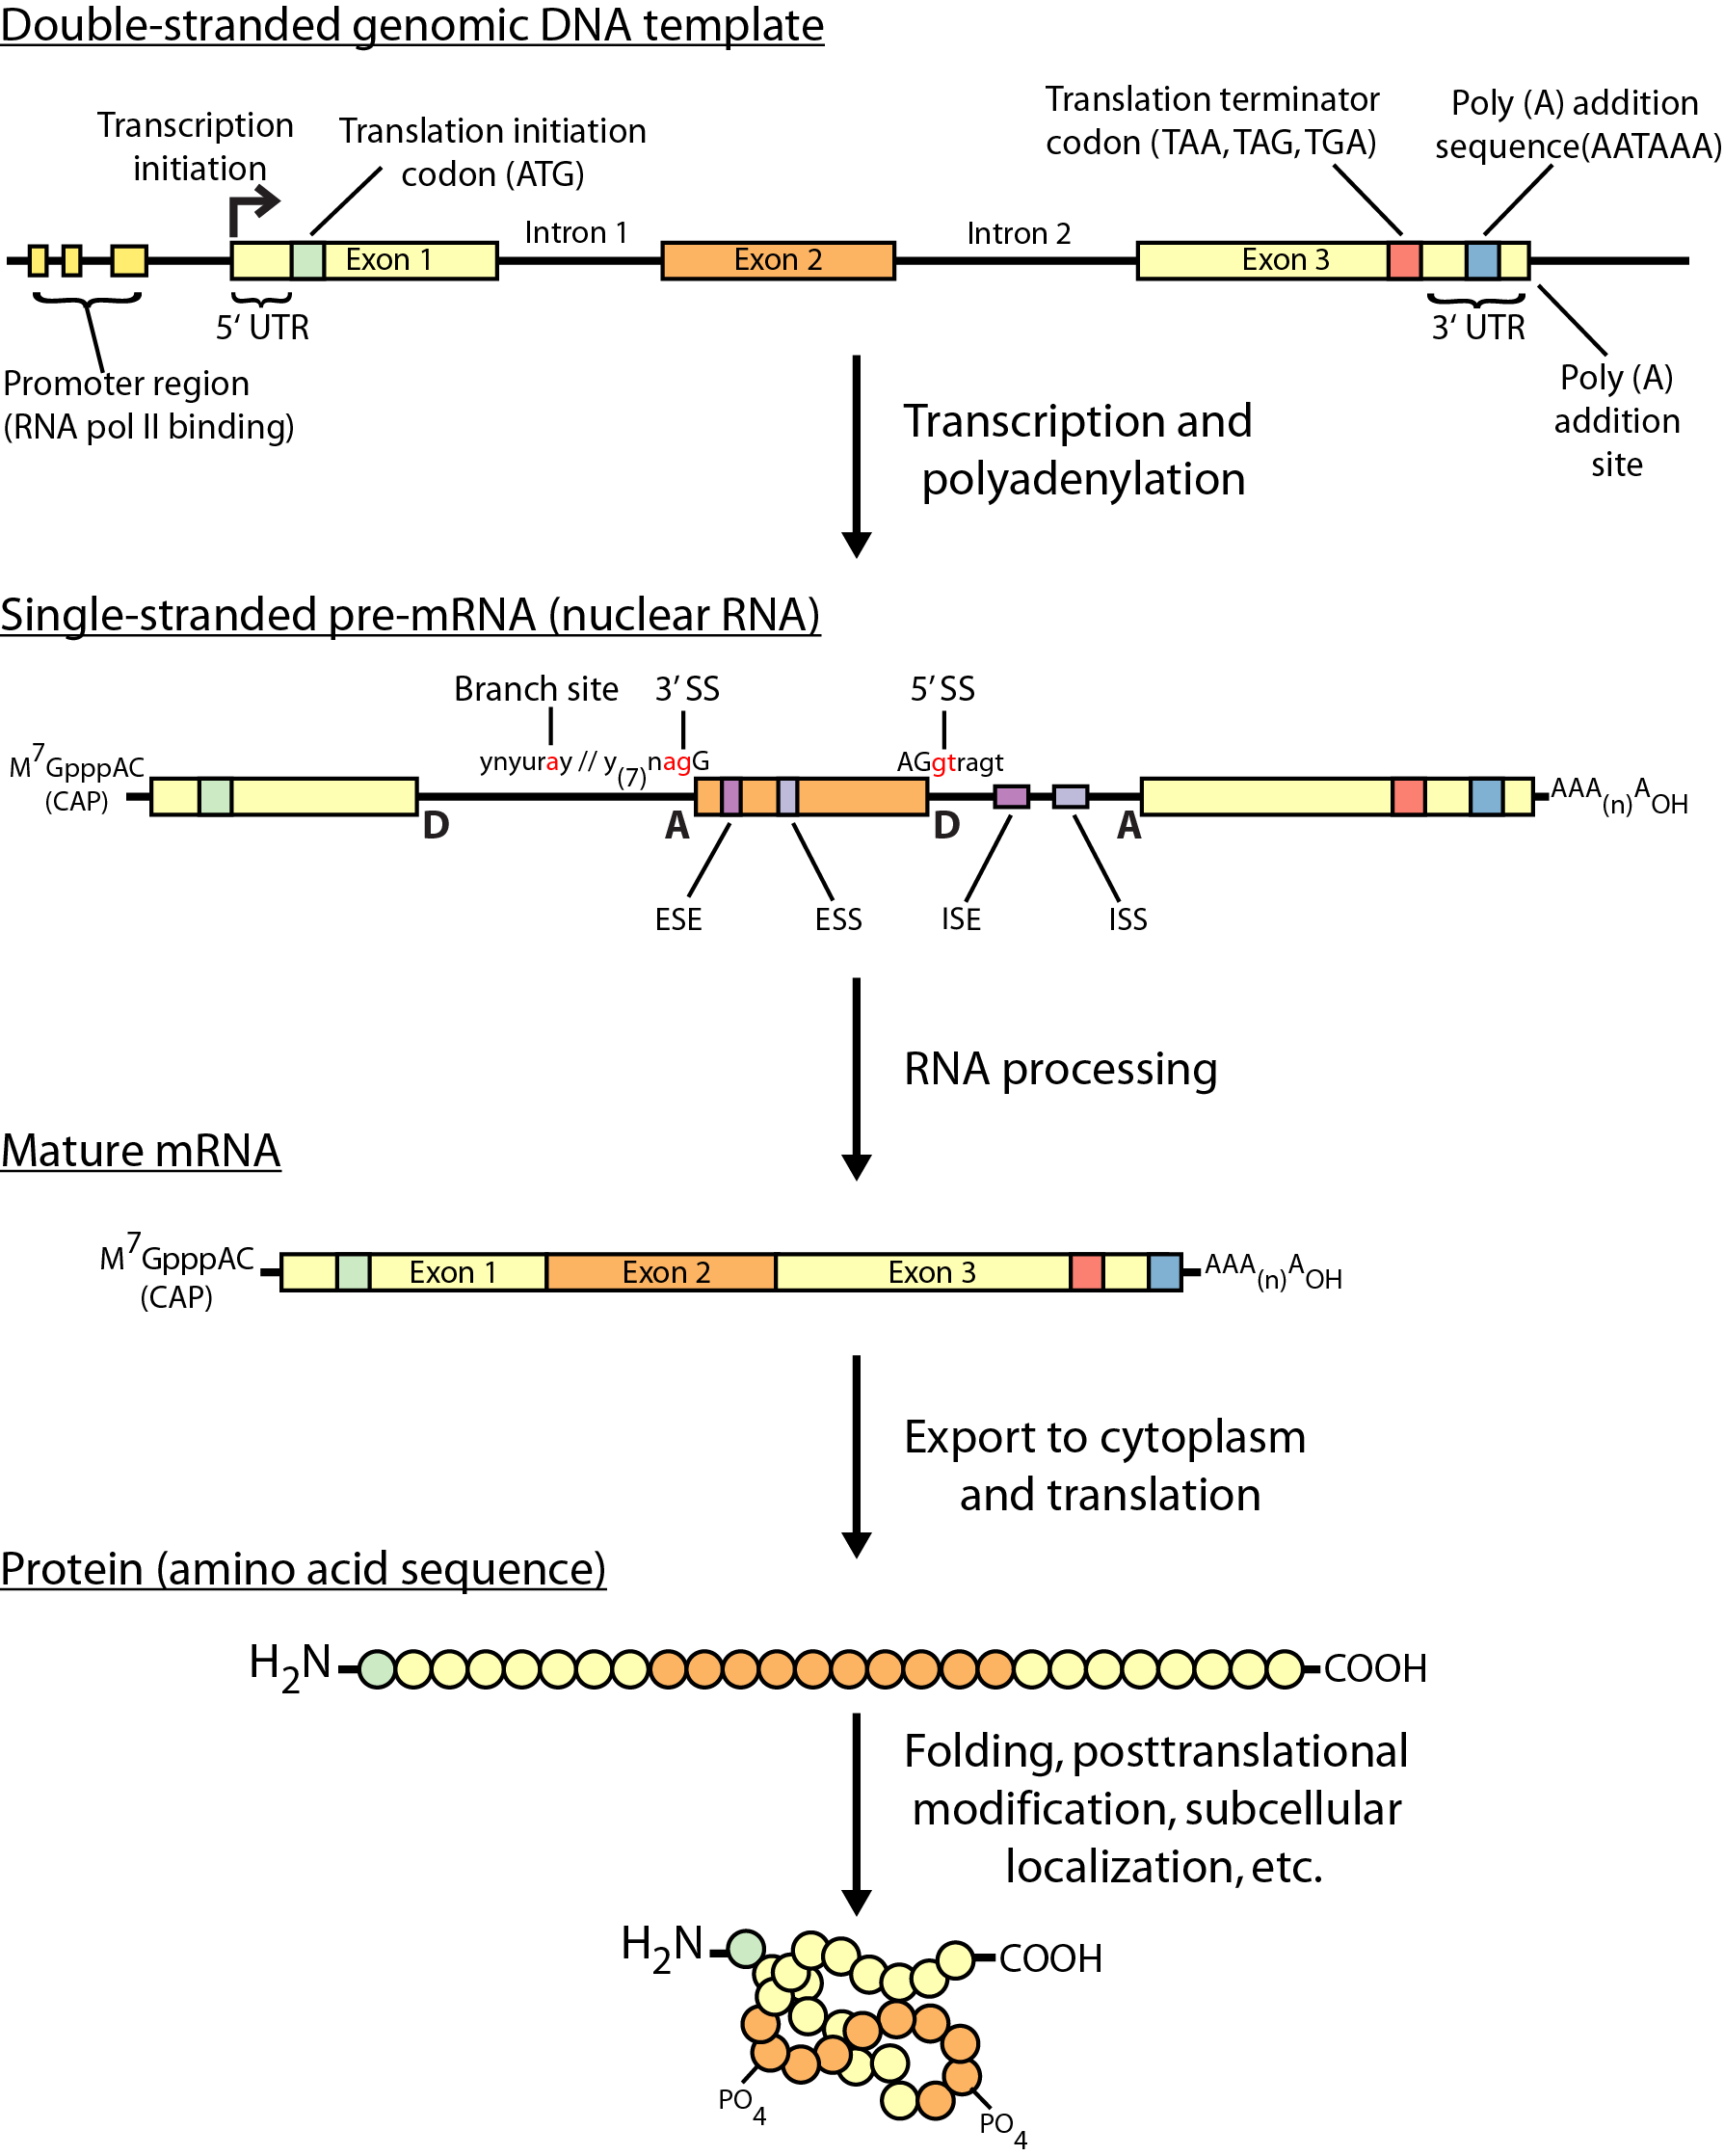 Double-stranded genomic DNA template
Transcription
initiation
Translation initiation
codon (ATG)
Translation terminator
codon (TAA, TAG, TGA)
Poly (A) addition
sequence(AATAAA)
Exon 1
Intron 1
Exon 2
Intron 2
Exon 3
5‘ UTR
3‘ UTR
Promoter region
(RNA pol II binding)
Poly (A)
addition
site
Transcription and
polyadenylation
Single-stranded pre-mRNA (nuclear RNA)
Branch site
3’ SS
5’ SS
M7GpppAC
(CAP)
ynyuray // y(7)nagG
AGgtragt
AAA(n)AOH
D
A
D
A
ESE
ESS
ISE
ISS
RNA processing
Mature mRNA
M7GpppAC
(CAP)
Exon 1
Exon 2
Exon 3
AAA(n)AOH
Export to cytoplasm
and translation
Protein (amino acid sequence)
H2N
COOH
Folding, posttranslational
modification, subcellular
localization, etc.
H2N
COOH
PO4
PO4